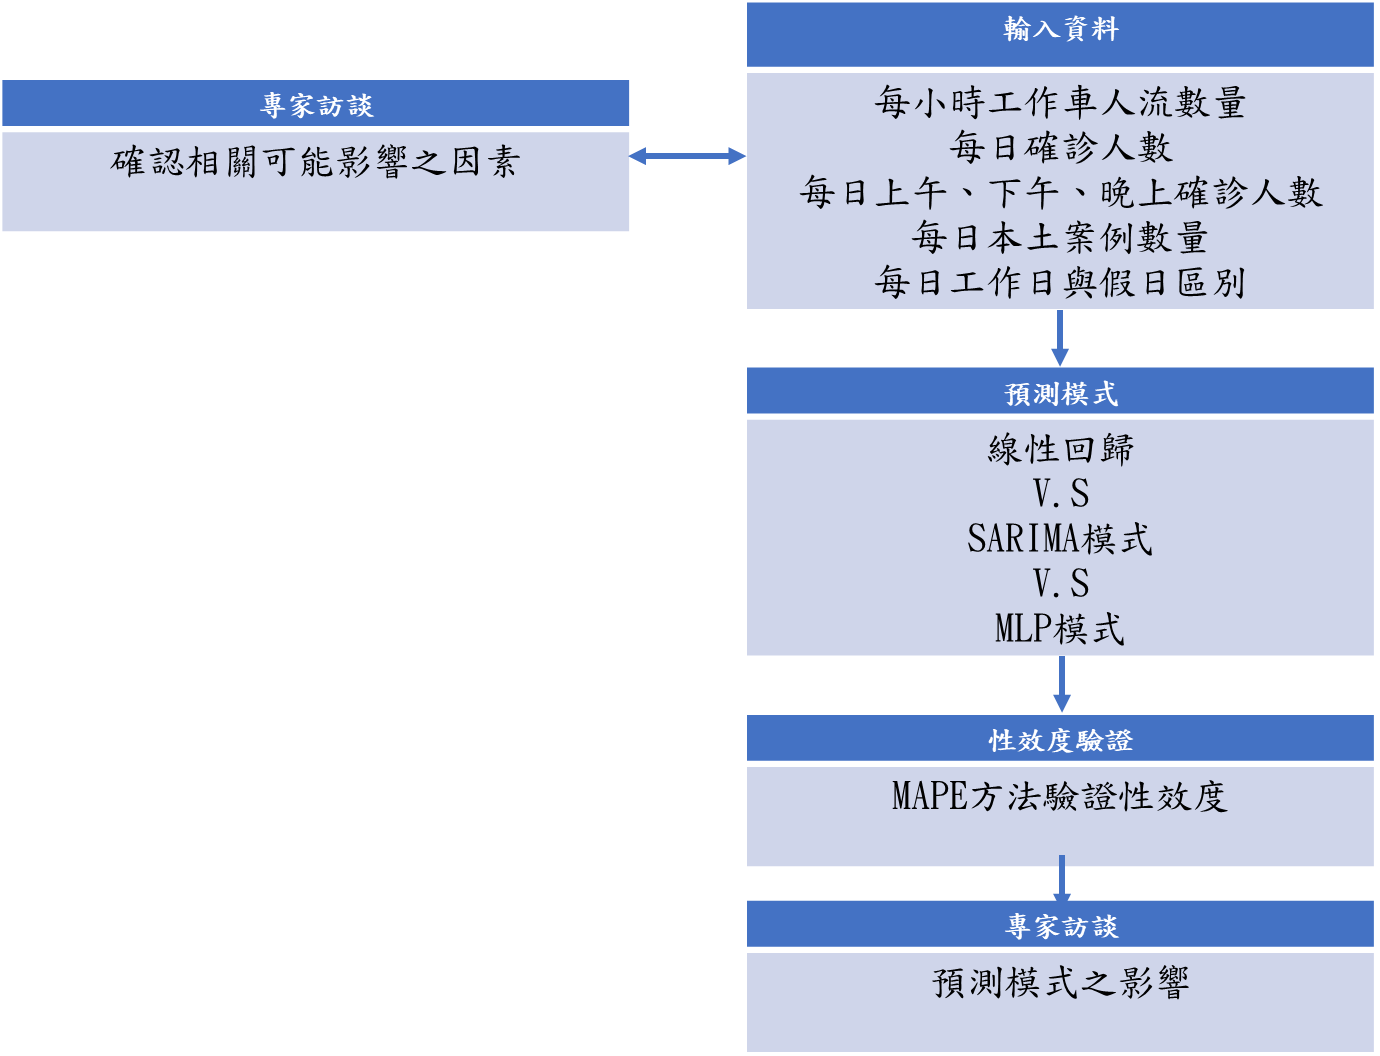 專家訪談
確認相關可能影響之因素
輸入資料
每小時工作車人流數量
每日確診人數
每日上午、下午、晚上確診人數
每日本土案例數量
每日工作日與假日區別
預測模式
線性回歸
V.S
SARIMA模式
V.S
MLP模式
性效度驗證
MAPE方法驗證性效度
專家訪談
預測模式之影響